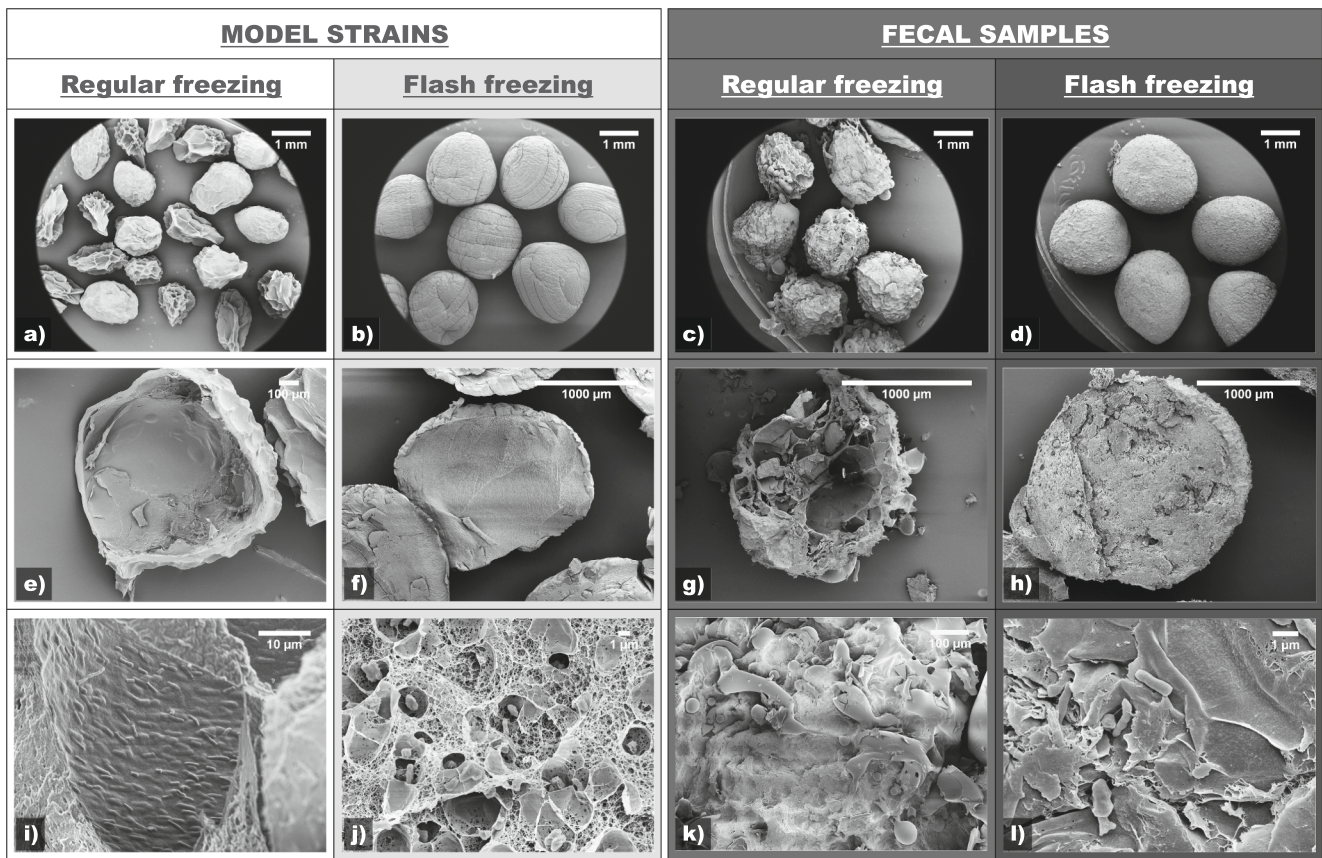 MODEL STRAINS
FECAL SAMPLES
Regular freezing
Flash freezing
Regular freezing
Flash freezing
1 mm
a)
1 mm
b)
1 mm
c)
1 mm
d)
100 µm
e)
1000 µm
f)
1000 µm
g)
1000 µm
h)
10 µm
i)
1 µm
j)
100 µm
k)
1 µm
l)